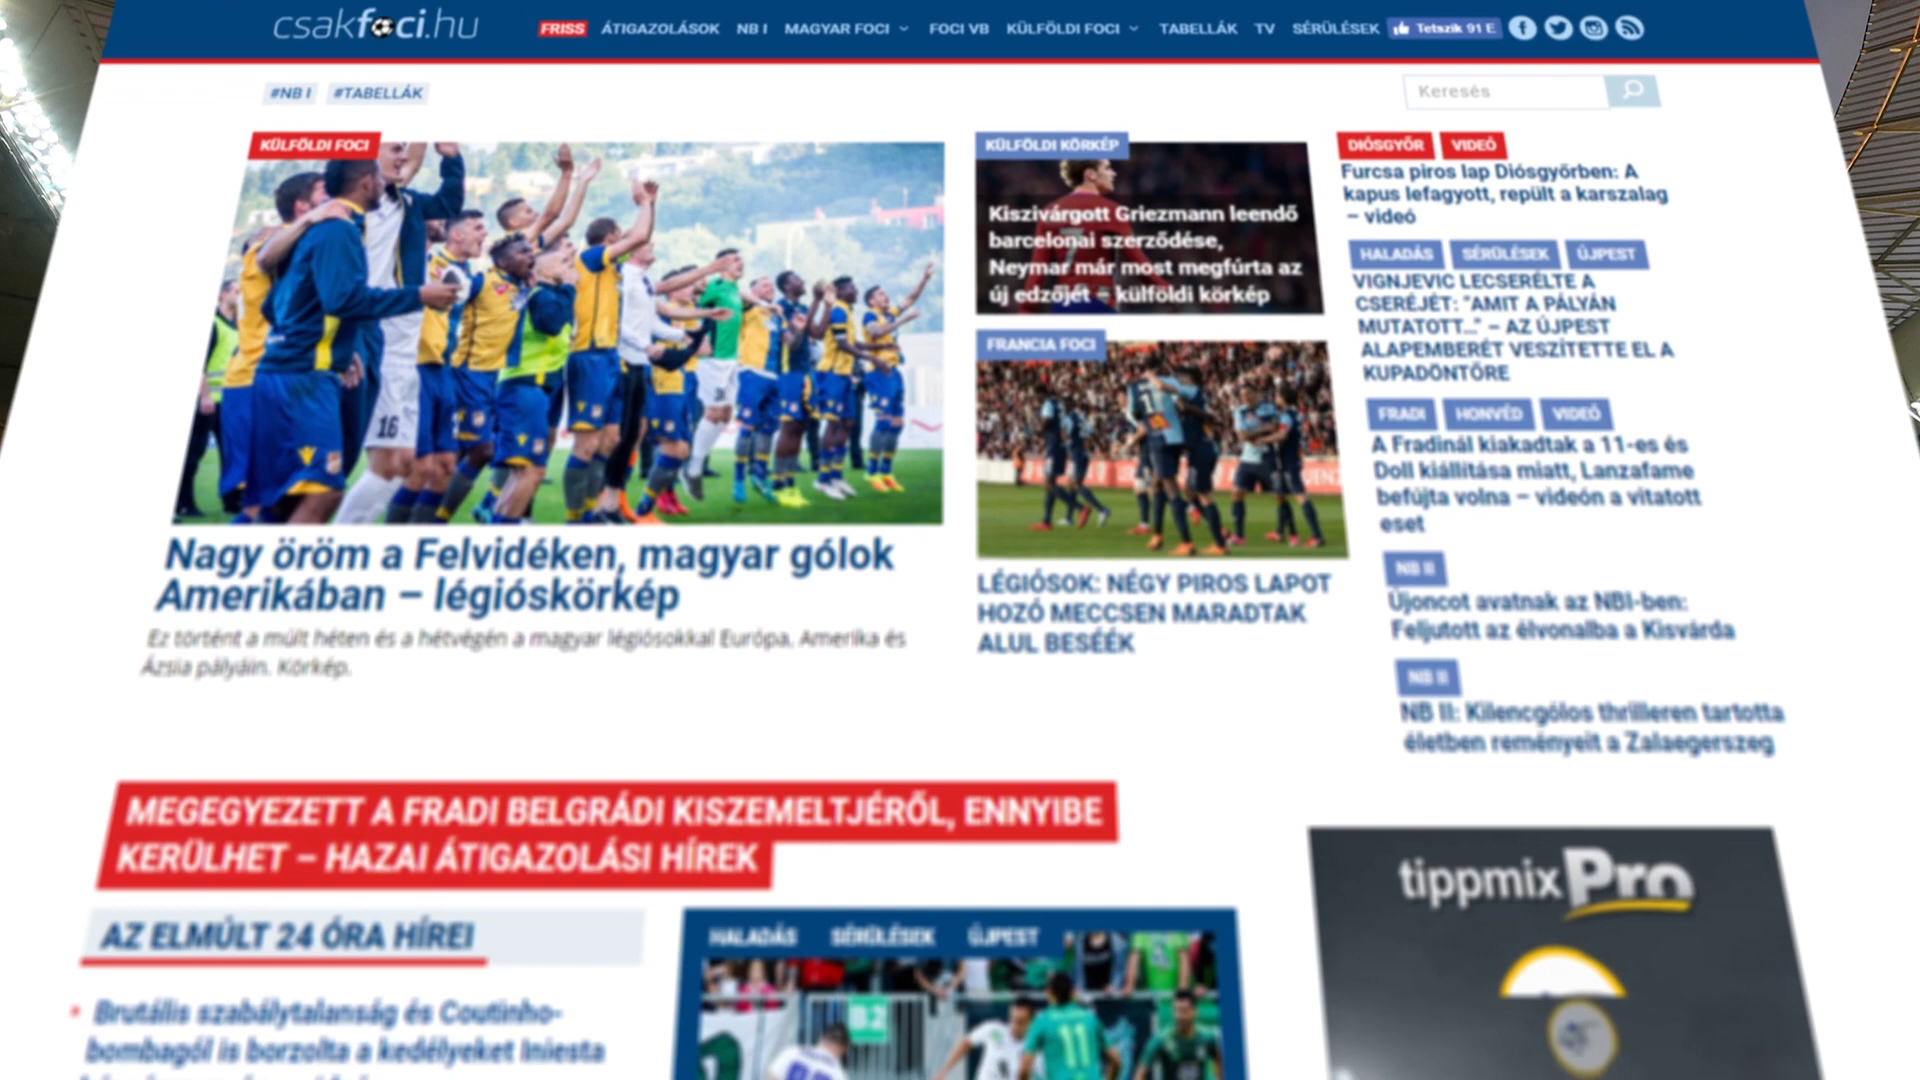 csakfoci.hu
FRISS ÁTIGAZOLÁSOK NB I MAGYAR FOCI FOCI VB KÜLFÖLDI FOCI TABELLÁK TV SÉRÜLÉSEK Tetszik 91 E
#NB I #TABELLÁK
Keresés
KÜLFÖLDI FOCI
16
Nagy öröm a Felvidéken, magyar gólok
Amerikában – légióskörkép
Ez történt a múlt héten és a hétvégén a magyar légiósokkal Európa, Amerika és
Ázsia pályáin. Körkép.
KÜLFÖLDI KÖRKÉP
7
Kiszivárgott Griezmann leendő
barcelonai szerződése,
Neymar már most megfúrta az
új edzőjét – külföldi körkép
FRANCIA FOCI
LÉGIÓSOK: NÉGY PIROS LAPOT
HOZÓ MECCSEN MARADTAK
ALUL BESÉÉK
DIÓSGYŐR VIDEÓ
Furcsa piros lap Diósgyőrben: A
kapus lefagyott, repült a karszalag
– videó
HALADÁS SÉRÜLÉSEK ÚJPEST
VIGNJEVIC LECSERÉLTE A
CSERÉJÉT: "AMIT A PÁLYÁN
MUTATOTT…" – AZ ÚJPEST
ALAPEMBERÉT VESZÍTETTE EL A
KUPADÖNTŐRE
FRADI HONVÉD VIDEÓ
A Fradinál kiakadtak a 11-es és
Doll kiállítása miatt, Lanzafame
befújta volna – videón a vitatott
eset
NB II
Újoncot avatnak az NBI-ben:
Feljutott az élvonalba a Kisvárda
NB II
NB II: Kilencgólos thrilleren tartotta
életben reményeit a Zalaegerszeg
MEGEGYEZETT A FRADI BELGRÁDI KISZEMELTJÉRŐL, ENNYIBE
KERÜLHET – HAZAI ÁTIGAZOLÁSI HÍREK
AZ ELMÚLT 24 ÓRA HÍREI
Brutális szabálytalanság és Coutinho-
bombagól is borzolta a kedélyeket Iniesta
HALADÁS SÉRÜLÉSEK ÚJPEST
B2
11
tippmixPro